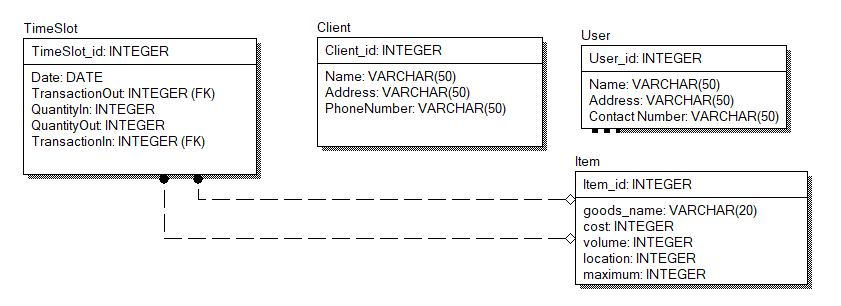 TimeSlot
TimeSlot_id: INTEGER
Date: DATE
TransactionOut: INTEGER (FK)
QuantityIn: INTEGER
QuantityOut: INTEGER
TransactionIn: INTEGER (FK)
Client
Client_id: INTEGER
Name: VARCHAR(50)
Address: VARCHAR(50)
PhoneNumber: VARCHAR(50)
User
User_id: INTEGER
Name: VARCHAR(50)
Address: VARCHAR(50)
Contact Number: VARCHAR(50)
Item
Item_id: INTEGER
goods_name: VARCHAR(20)
cost: INTEGER
volume: INTEGER
location: INTEGER
maximum: INTEGER